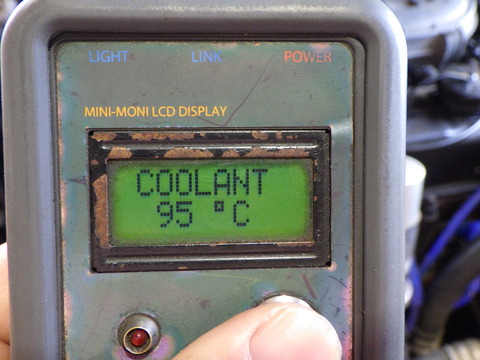 LIGHT LINK POWER
MINI-MONI LCD DISPLAY
COOLANT
95 °C